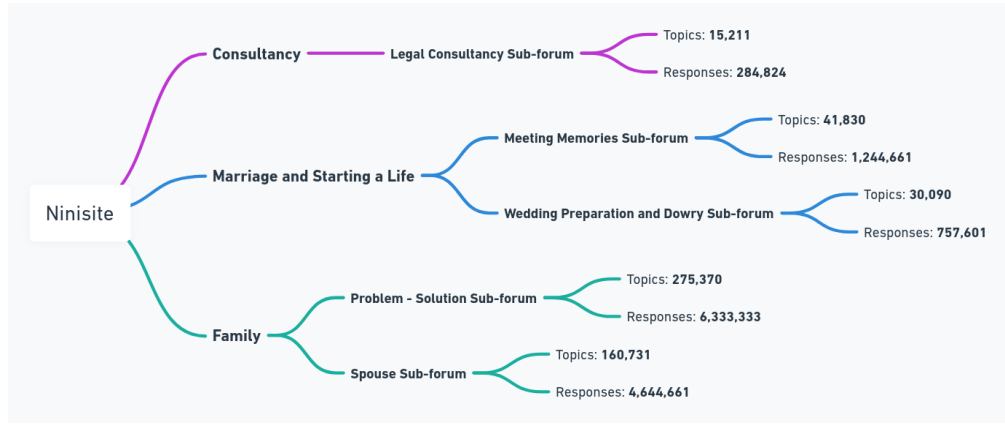 Ninisite
Consultancy
Legal Consultancy Sub-forum
Topics: 15,211
Responses: 284,824
Marriage and Starting a Life
Meeting Memories Sub-forum
Topics: 41,830
Responses: 1,244,661
Wedding Preparation and Dowry Sub-forum
Topics: 30,090
Responses: 757,601
Family
Problem - Solution Sub-forum
Topics: 275,370
Responses: 6,333,333
Spouse Sub-forum
Topics: 160,731
Responses: 4,644,661